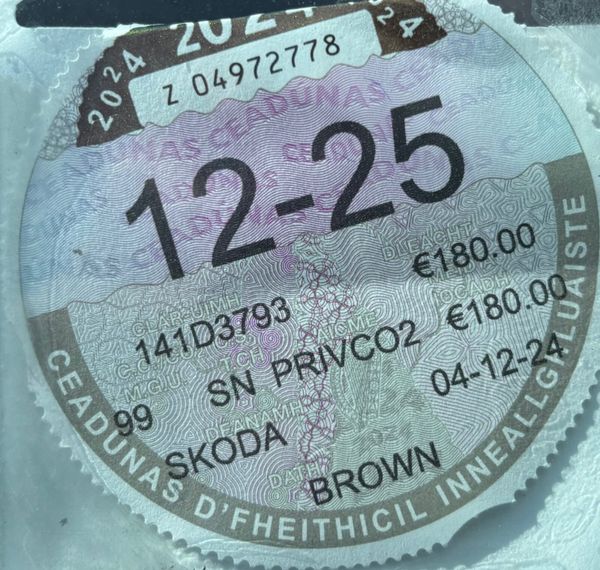 2024 2024 2024
Z 04972778
CEADUNAS CEADUNAS
12-25
€180.00
141D3793
SN PRIVCO2 €180.00
99
SKODA
04-12-24
BROWN
DATH
CEADUNAS D'FHEITHICIL INNEALLGHLUAISTE